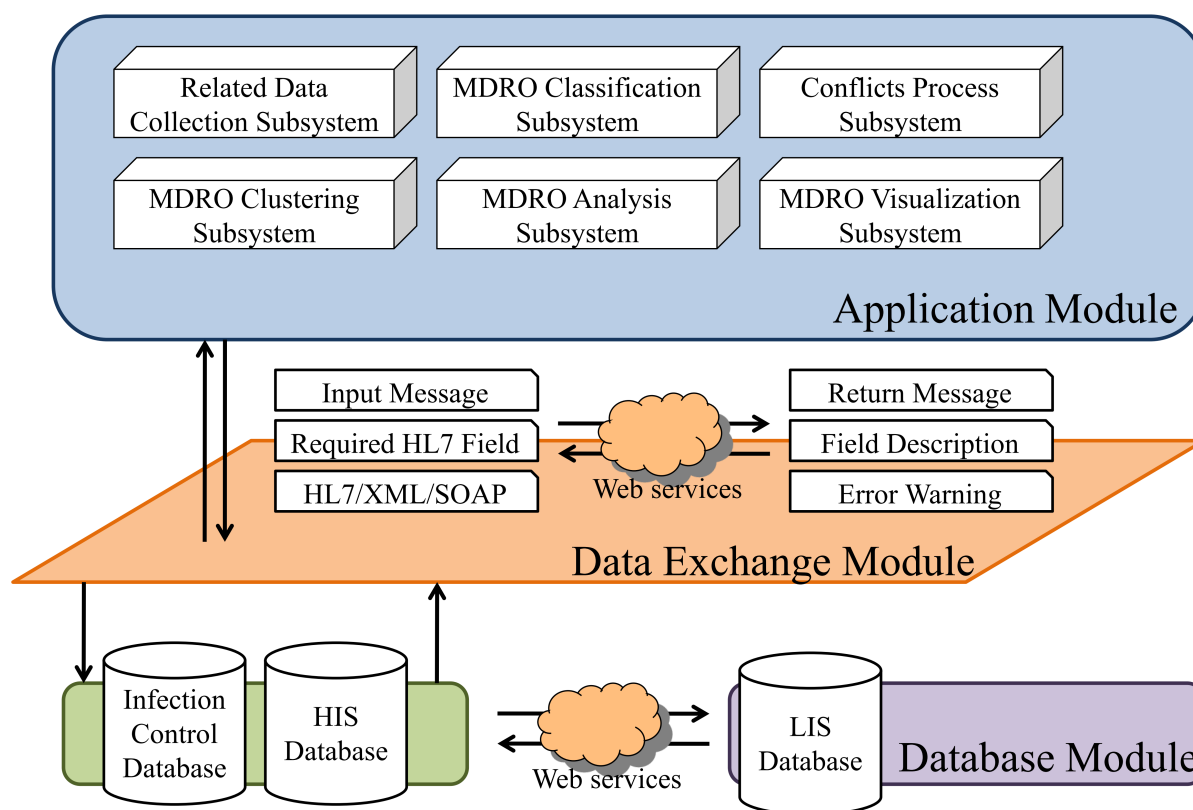 Related Data
Collection Subsystem
MDRO Classification
Subsystem
Conflicts Process
Subsystem
MDRO Clustering
Subsystem
MDRO Analysis
Subsystem
MDRO Visualization
Subsystem
Application Module
Input Message
Required HL7 Field
HL7/XML/SOAP
Web services
Return Message
Field Description
Error Warning
Data Exchange Module
Infection
Control
Database
HIS
Database
Web services
LIS
Database
Database Module